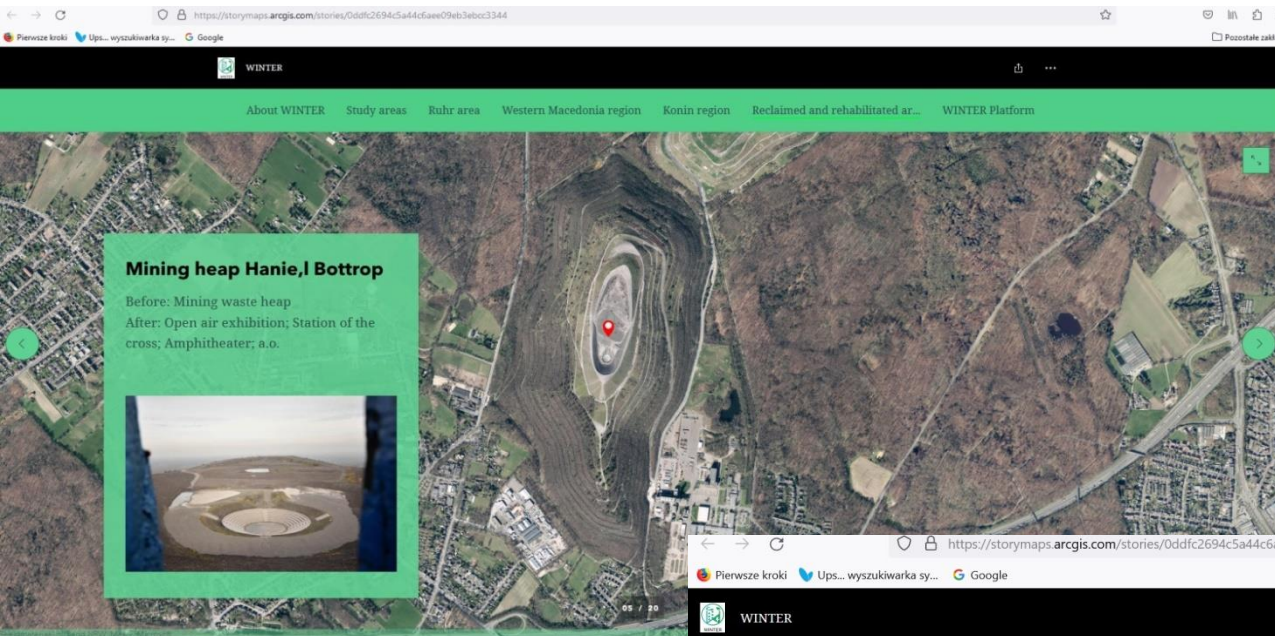 https://storymaps.arcgis.com/stories/0ddfc2694c5a44c6aee09eb3ebcc3344
Pierwsze kroki Ups... wyszukiwarka sy... Google
Pozostałe zakł
WINTER
About WINTER Study areas Ruhr area Western Macedonia region Konin region Reclaimed and rehabilitated ar... WINTER Platform
Mining heap Hanie,l Bottrop
Before: Mining waste heap
After: Open air exhibition; Station of the
cross; Amphitheater; a.o.
05 / 20
https://storymaps.arcgis.com/stories/0ddfc2694c5a44c6a
Pierwsze kroki Ups... wyszukiwarka sy... Google
WINTER
WINTER